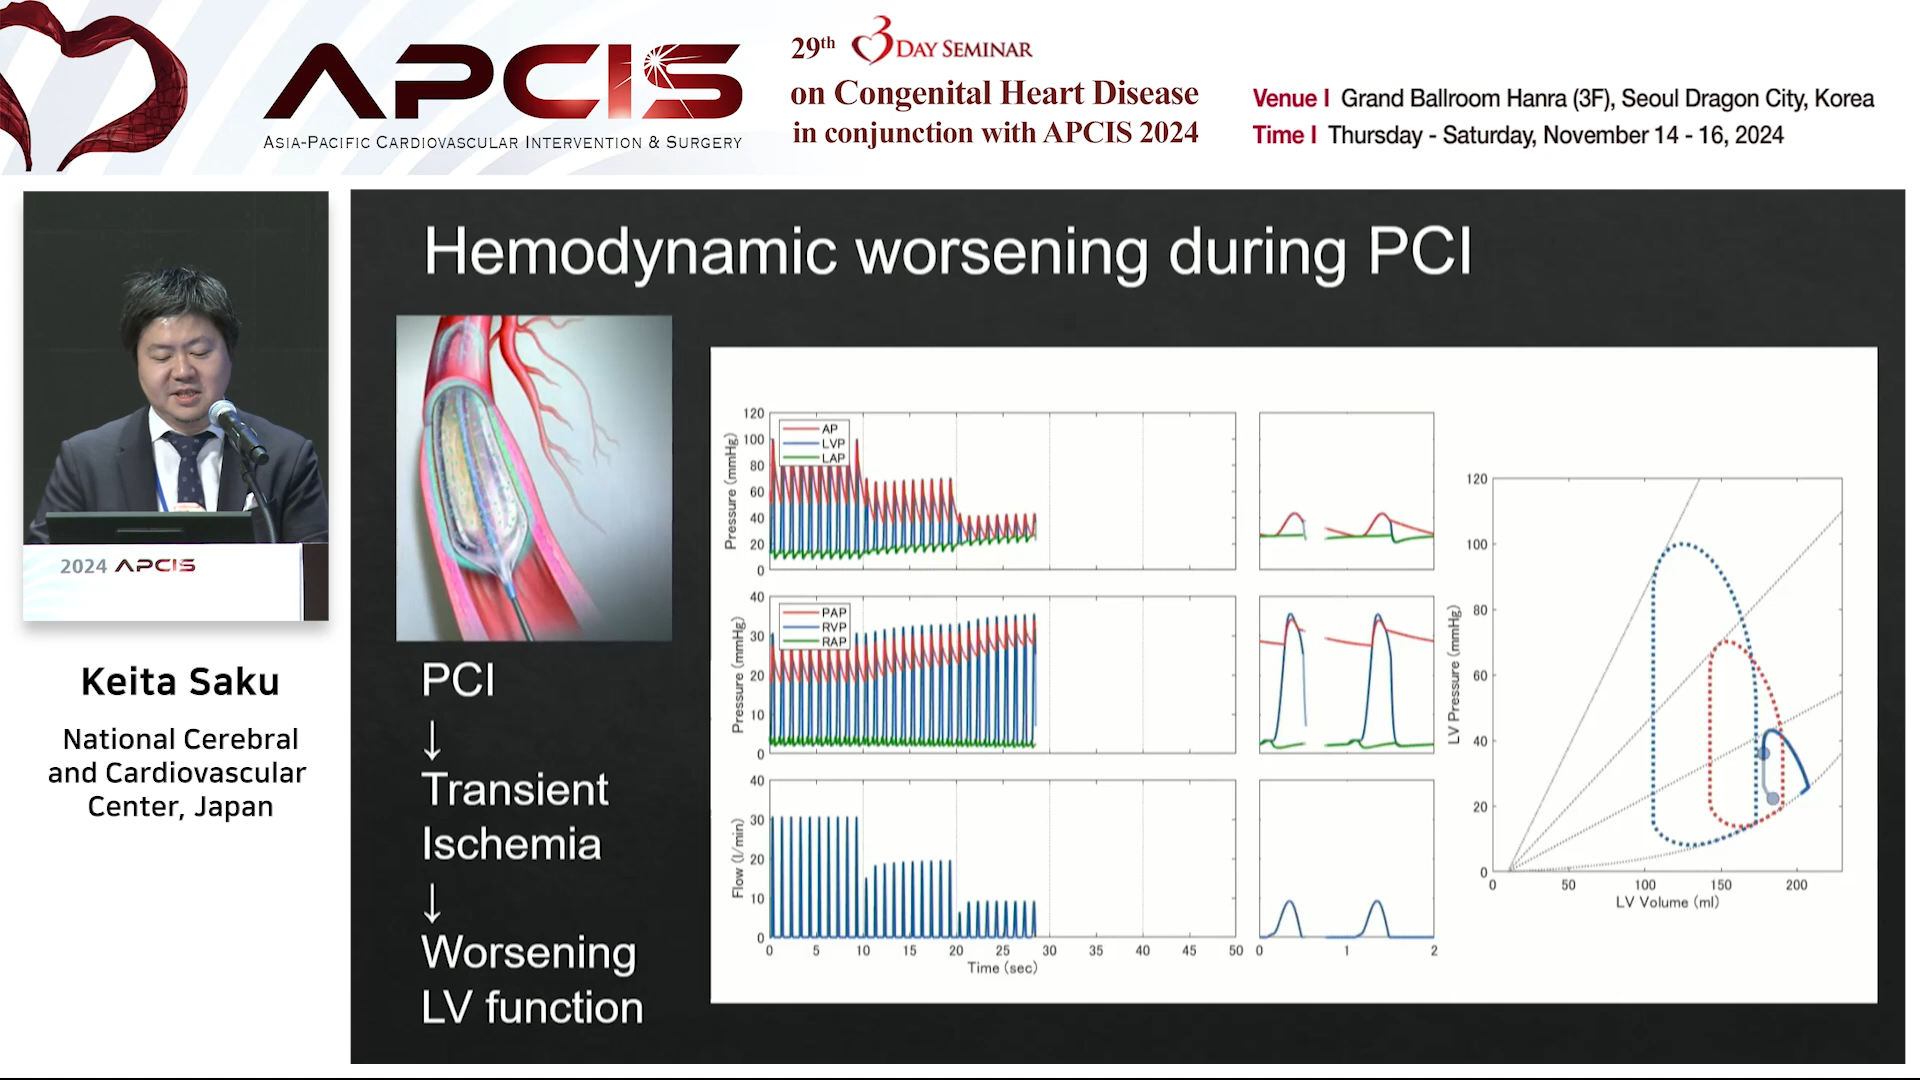 APCIS
ASIA-PACIFIC CARDIOVASCULAR INTERVENTION & SURGERY
29th 3 DAY SEMINAR
on Congenital Heart Disease
in conjunction with APCIS 2024
Venue I Grand Ballroom Hanra (3F), Seoul Dragon City, Korea
Time I Thursday - Saturday, November 14 - 16, 2024
2024 APCIS
Keita Saku
National Cerebral
and Cardiovascular
Center, Japan
Hemodynamic worsening during PCI
PCI
↓
Transient
Ischemia
↓
Worsening
LV function
Pressure (mmHg)
120
100
80
60
40
20
0
AP
LVP
LAP
Pressure (mmHg)
40
30
20
10
0
PAP
RVP
RAP
Flow (l/min)
40
30
20
10
0
0 5 10 15 20 25 30 35 40 45 50
Time (sec)
0 1 2
LV Pressure (mmHg)
120
100
80
60
40
20
0
0 50 100 150 200
LV Volume (ml)